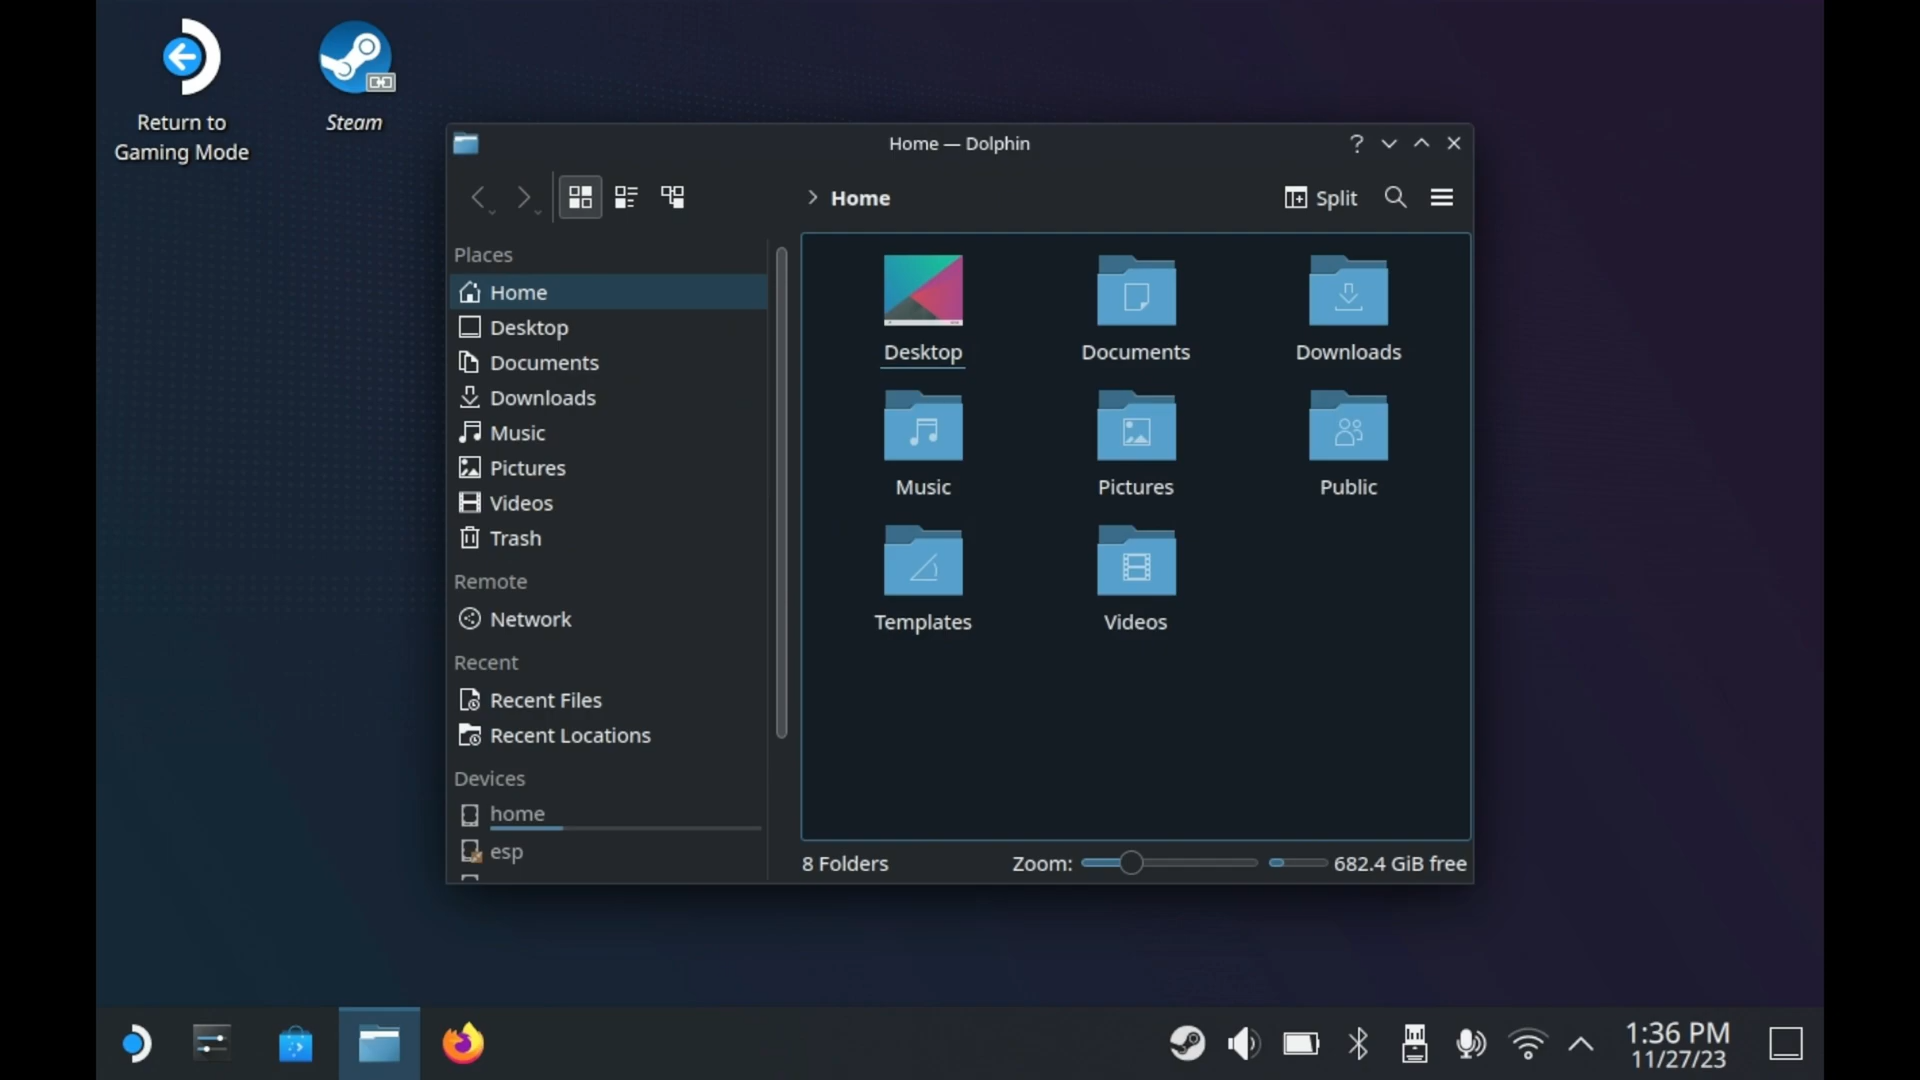 Return to
Gaming Mode
Steam
Home — Dolphin
Home
Split
Places
Home
Desktop
Documents
Downloads
Music
Pictures
Videos
Trash
Remote
Network
Recent
Recent Files
Recent Locations
Devices
home
esp
Desktop
Documents
Downloads
Music
Pictures
Public
Templates
Videos
8 Folders
Zoom:
682.4 GiB free
1:36 PM
11/27/23